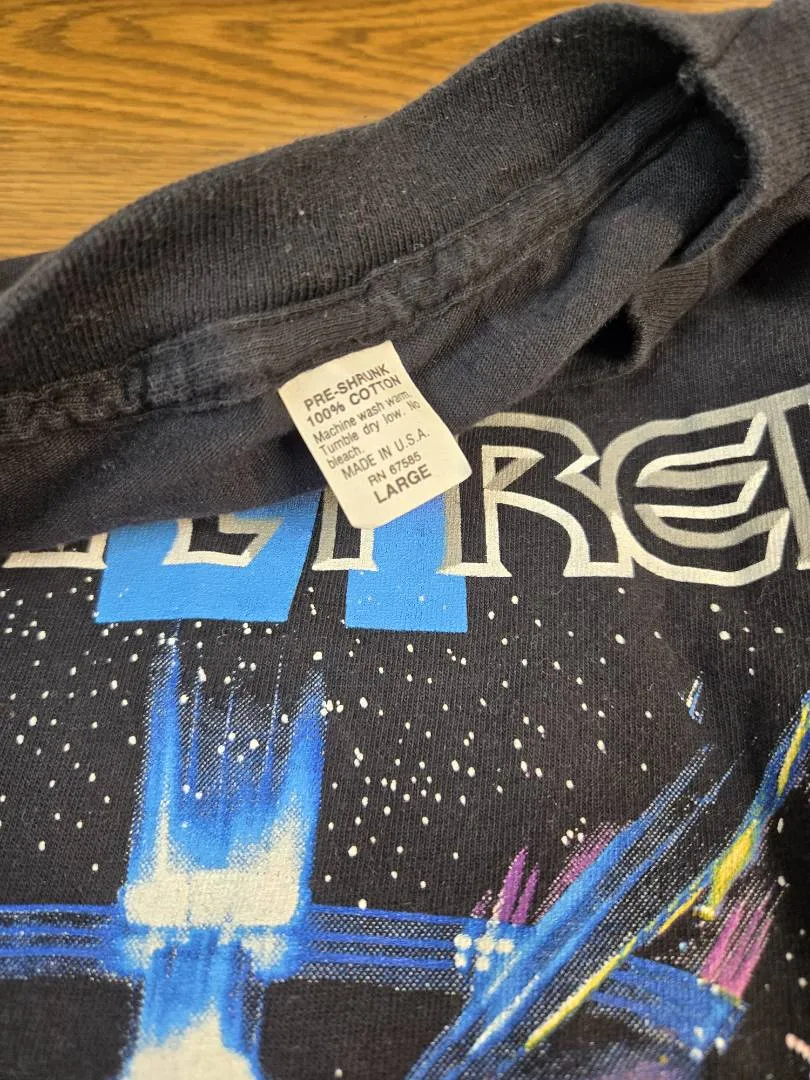 PRE-SHRUNK
100% COTTON
Machine wash warm.
Tumble dry low. No
bleach.
MADE IN U.S.A.
RN 67585
LARGE